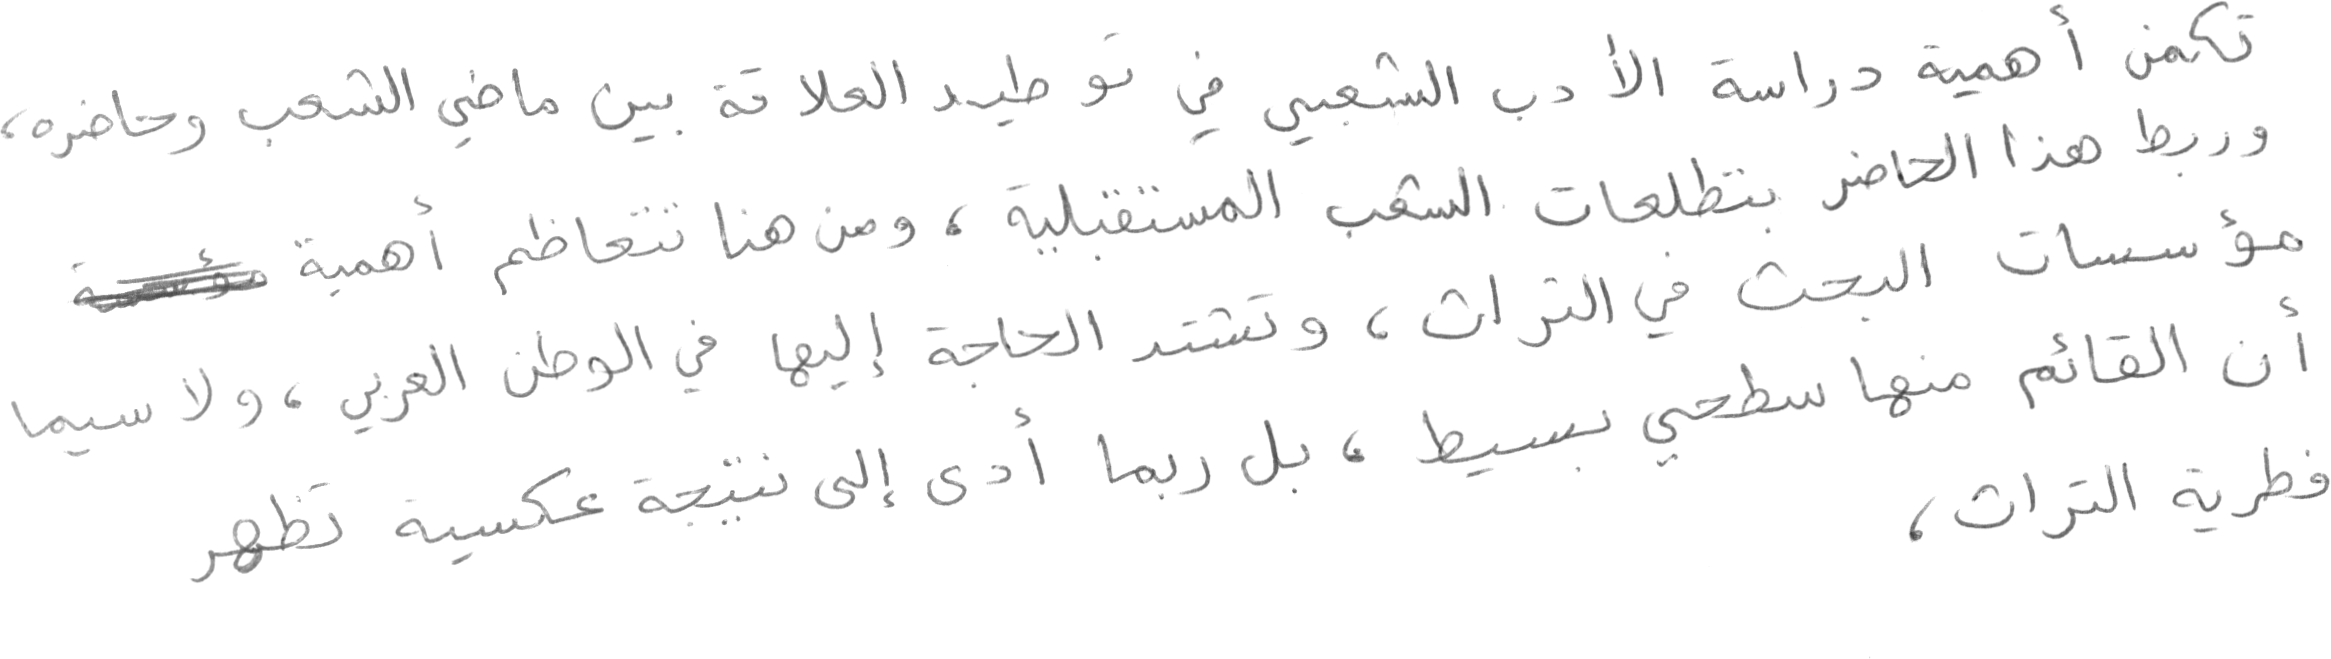 تكمن أهمية دراسة الأدب الشعبي في توطيد العلاقة بين ماضي الشعب وحاضره،
وربط هذا الحاضر بتطلعات الشعب المستقبلية، ومن هنا تتعاظم أهمية
مؤسسات البحث في التراث، وتشتد الحاجة إليها في الوطن العربي، ولا سيما
أن القائم منها سطحي بسيط، بل ربما أدى إلى نتيجة عكسية تظهر
فطرية التراث،